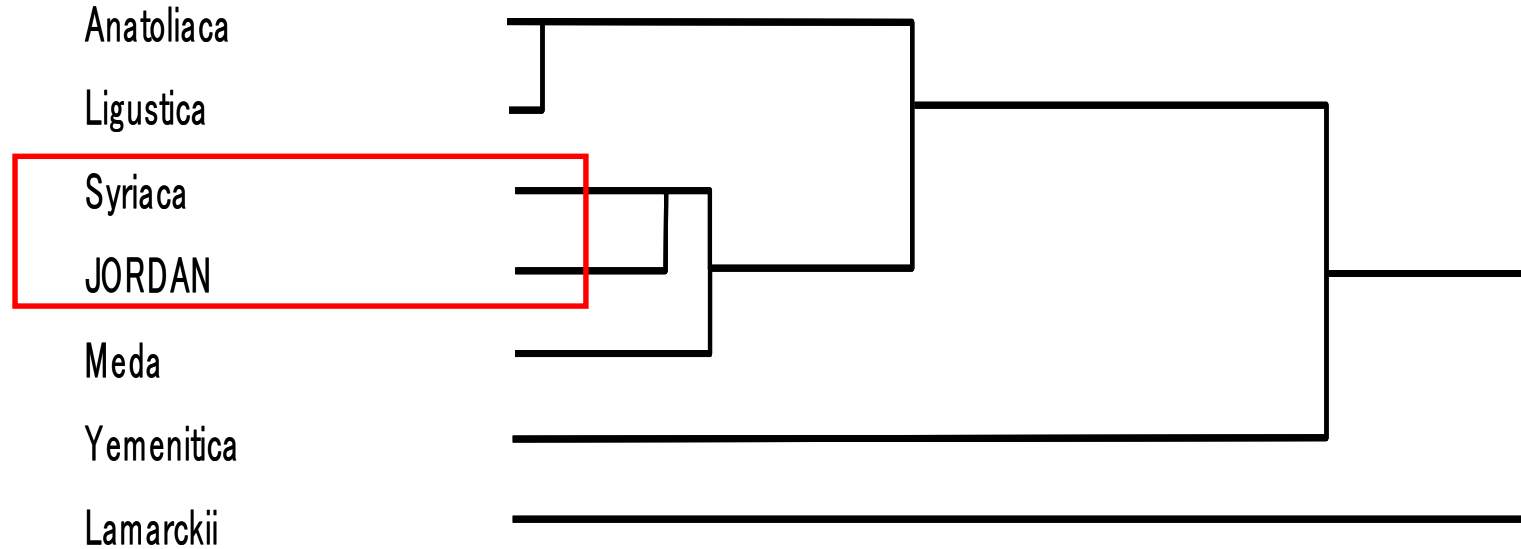 Anatoliaca
Ligustica
Syriaca
JORDAN
Meda
Yemenitica
Lamarckii